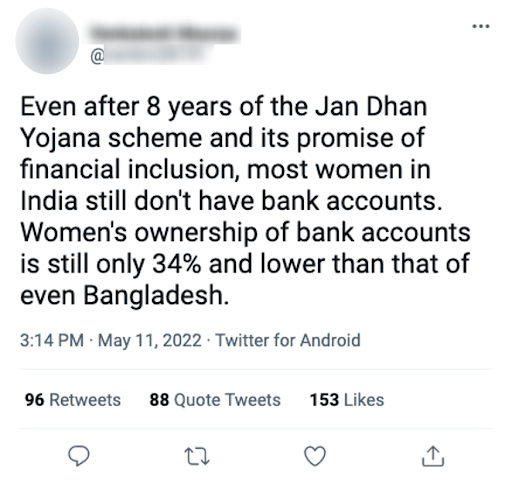 @
Even after 8 years of the Jan Dhan
Yojana scheme and its promise of
financial inclusion, most women in
India still don't have bank accounts.
Women's ownership of bank accounts
is still only 34% and lower than that of
even Bangladesh.
3:14 PM · May 11, 2022 · Twitter for Android
96 Retweets 88 Quote Tweets 153 Likes